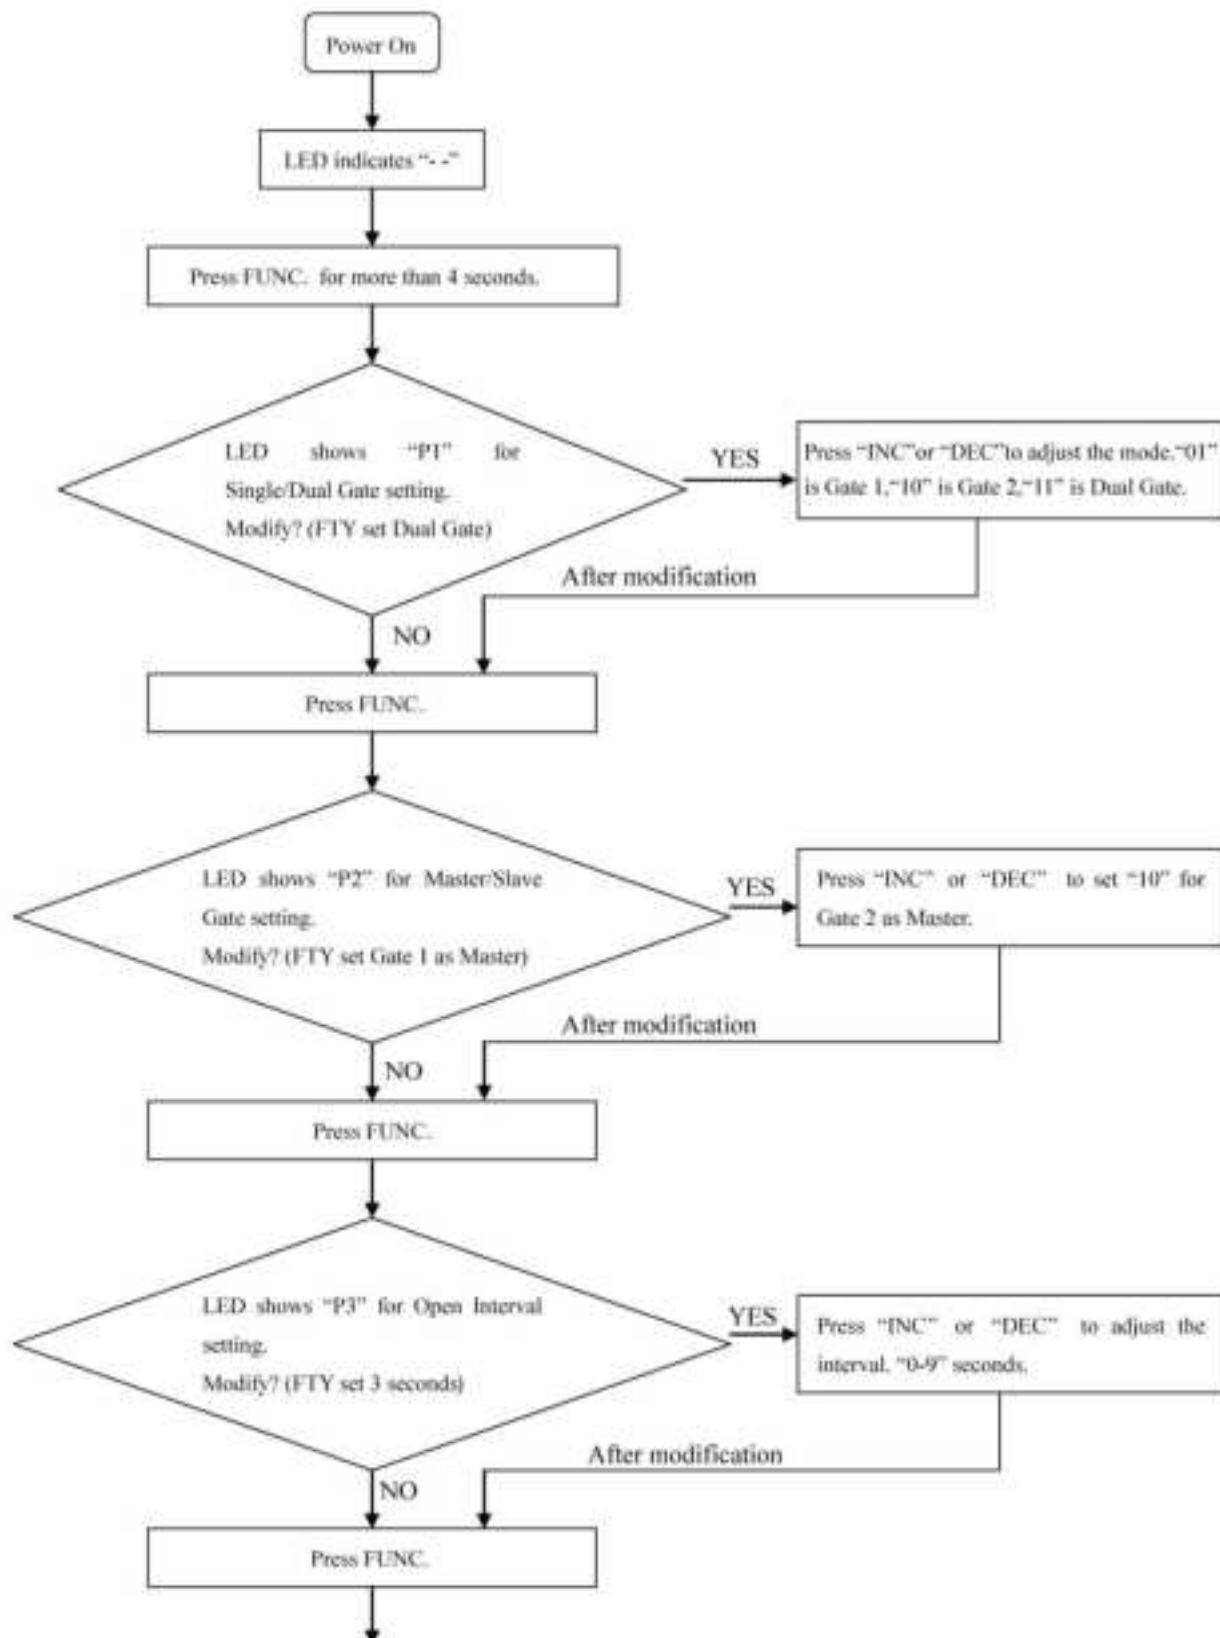 Power On
LED indicates “- -”
Press FUNC. for more than 4 seconds.
LED shows “P1” for
Single/Dual Gate setting.
Modify? (FTY set Dual Gate)
YES
Press “INC”or “DEC”to adjust the mode.“01”
is Gate 1,“10” is Gate 2,“11” is Dual Gate.
After modification
NO
Press FUNC.
LED shows “P2” for Master/Slave
Gate setting.
Modify? (FTY set Gate 1 as Master)
YES
Press “INC” or “DEC” to set “10” for
Gate 2 as Master.
After modification
NO
Press FUNC.
LED shows “P3” for Open Interval
setting.
Modify? (FTY set 3 seconds)
YES
Press “INC” or “DEC” to adjust the
interval. “0-9” seconds.
After modification
NO
Press FUNC.